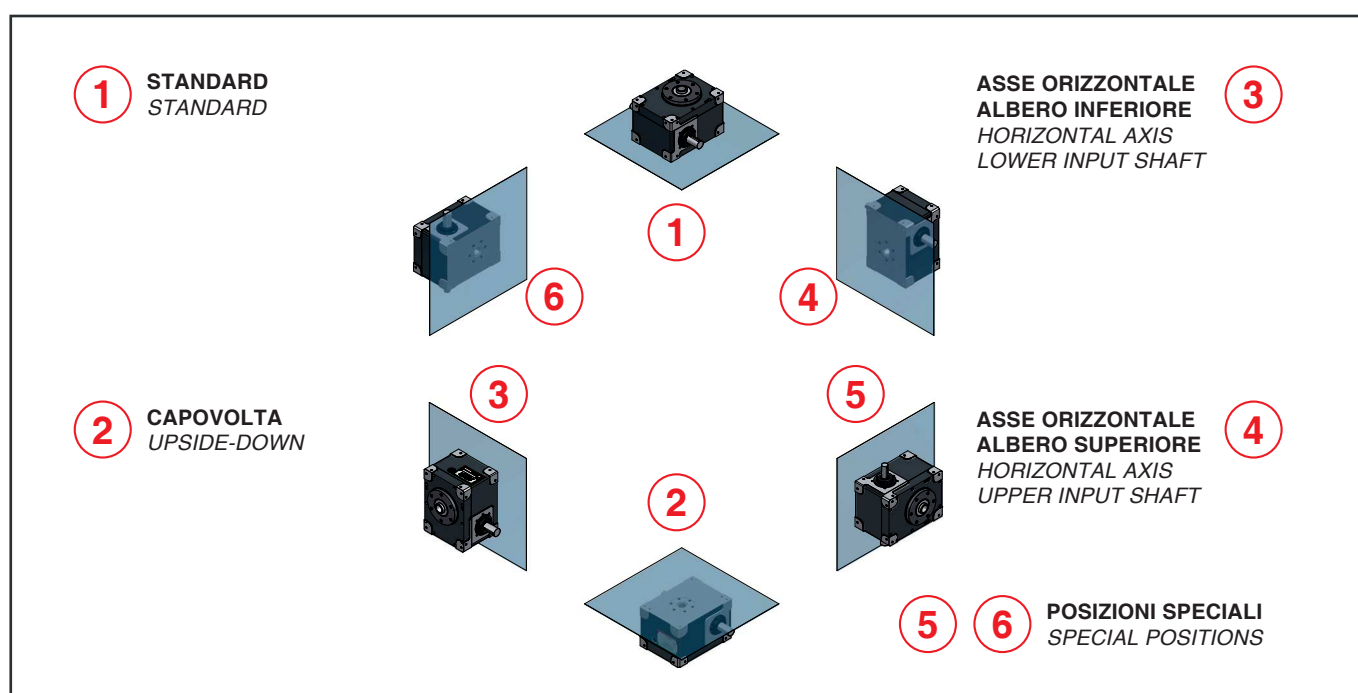 1 STANDARD
STANDARD
ASSE ORIZZONTALE
ALBERO INFERIORE
HORIZONTAL AXIS
LOWER INPUT SHAFT
3
1
6
4
3
5
2 CAPOVOLTA
UPSIDE-DOWN
ASSE ORIZZONTALE
ALBERO SUPERIORE
HORIZONTAL AXIS
UPPER INPUT SHAFT
4
2
5 6 POSIZIONI SPECIALI
SPECIAL POSITIONS